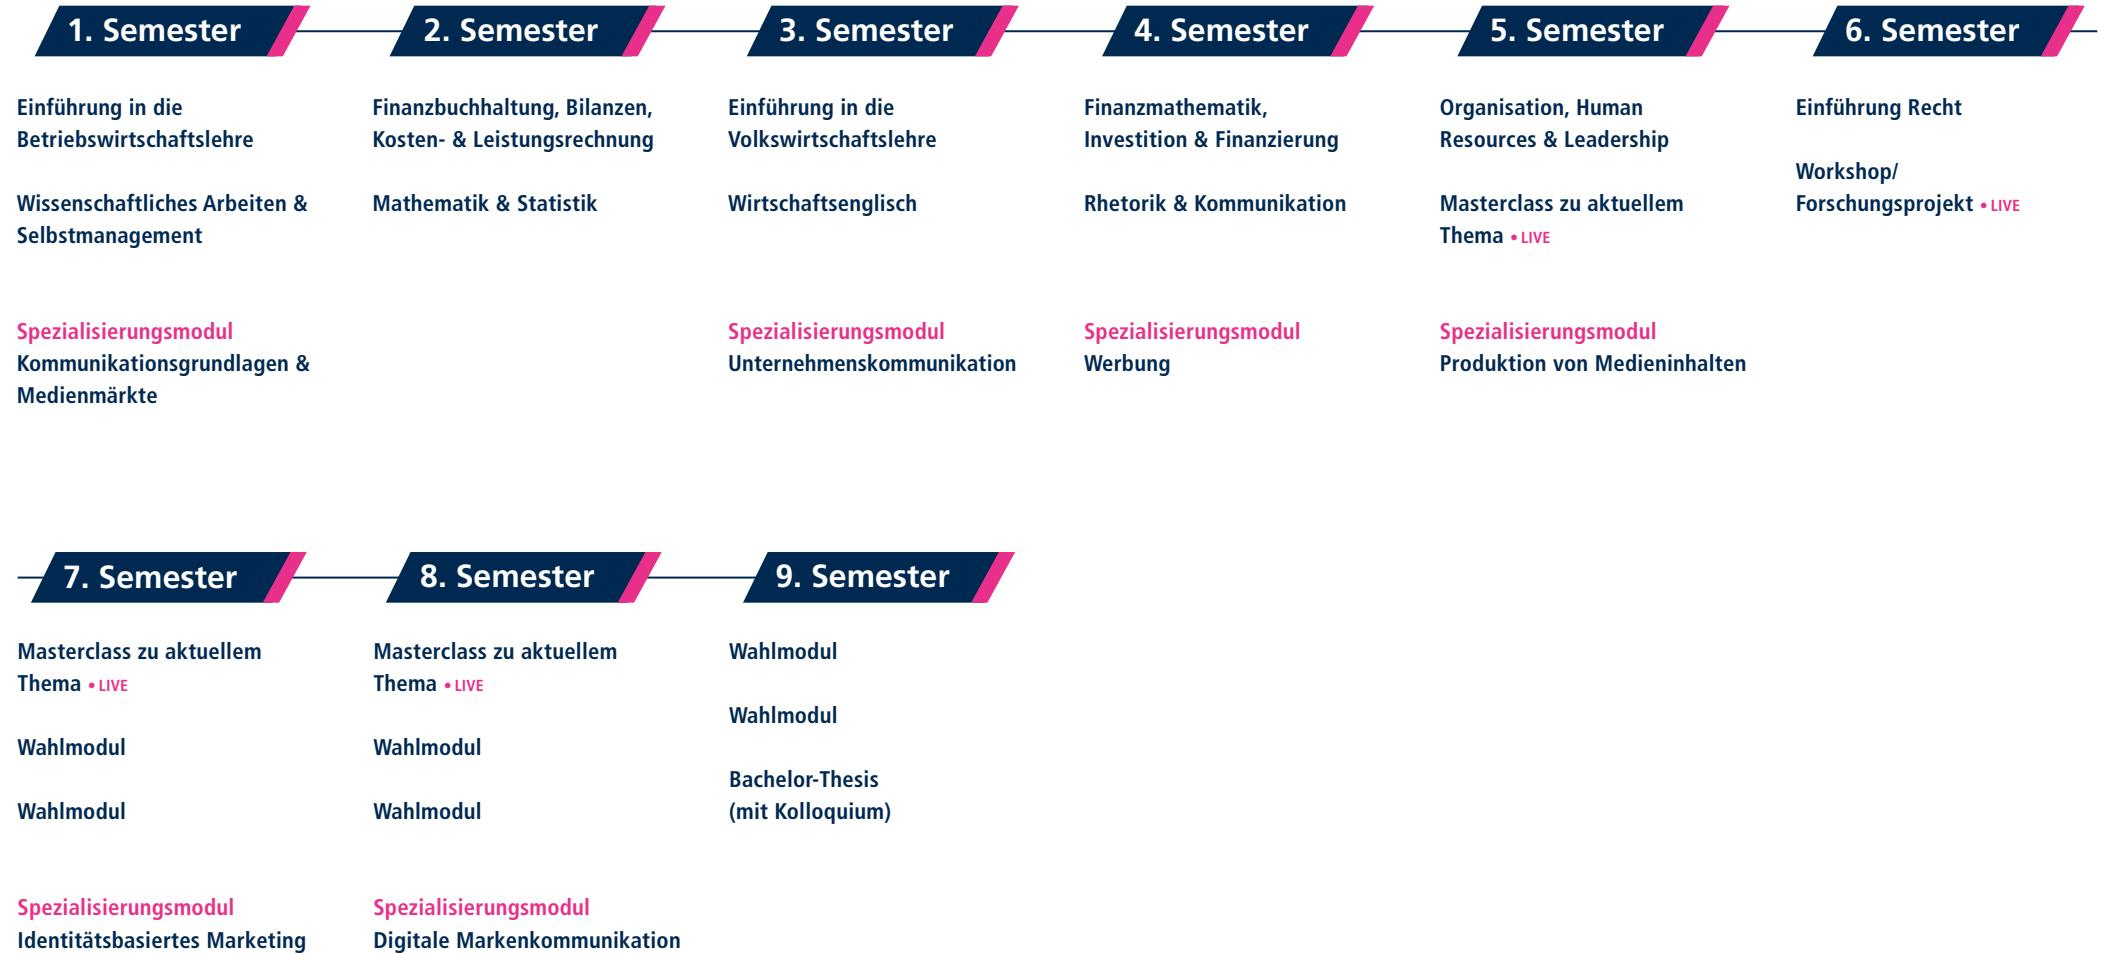 1. Semester
Einführung in die
Betriebswirtschaftslehre
Wissenschaftliches Arbeiten &
Selbstmanagement
Spezialisierungsmodul
Kommunikationsgrundlagen &
Medienmärkte
2. Semester
Finanzbuchhaltung, Bilanzen,
Kosten- & Leistungsrechnung
Mathematik & Statistik
3. Semester
Einführung in die
Volkswirtschaftslehre
Wirtschaftsenglisch
Spezialisierungsmodul
Unternehmenskommunikation
4. Semester
Finanzmathematik,
Investition & Finanzierung
Rhetorik & Kommunikation
Spezialisierungsmodul
Werbung
5. Semester
Organisation, Human
Resources & Leadership
Masterclass zu aktuellem
Thema • LIVE
Spezialisierungsmodul
Produktion von Medieninhalten
6. Semester
Einführung Recht
Workshop/
Forschungsprojekt • LIVE
7. Semester
Masterclass zu aktuellem
Thema • LIVE
Wahlmodul
Wahlmodul
Spezialisierungsmodul
Identitätsbasiertes Marketing
8. Semester
Masterclass zu aktuellem
Thema • LIVE
Wahlmodul
Wahlmodul
Spezialisierungsmodul
Digitale Markenkommunikation
9. Semester
Wahlmodul
Wahlmodul
Bachelor-Thesis
(mit Kolloquium)